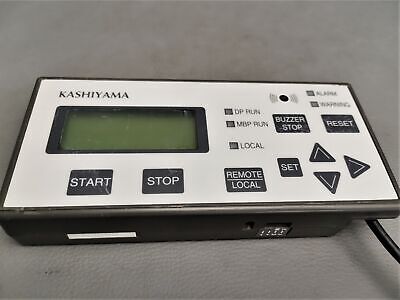 KASHIYAMA
ALARM
WARNING
DP RUN
MBP RUN
BUZZER
STOP
RESET
LOCAL
SET
START
STOP
REMOTE
LOCAL